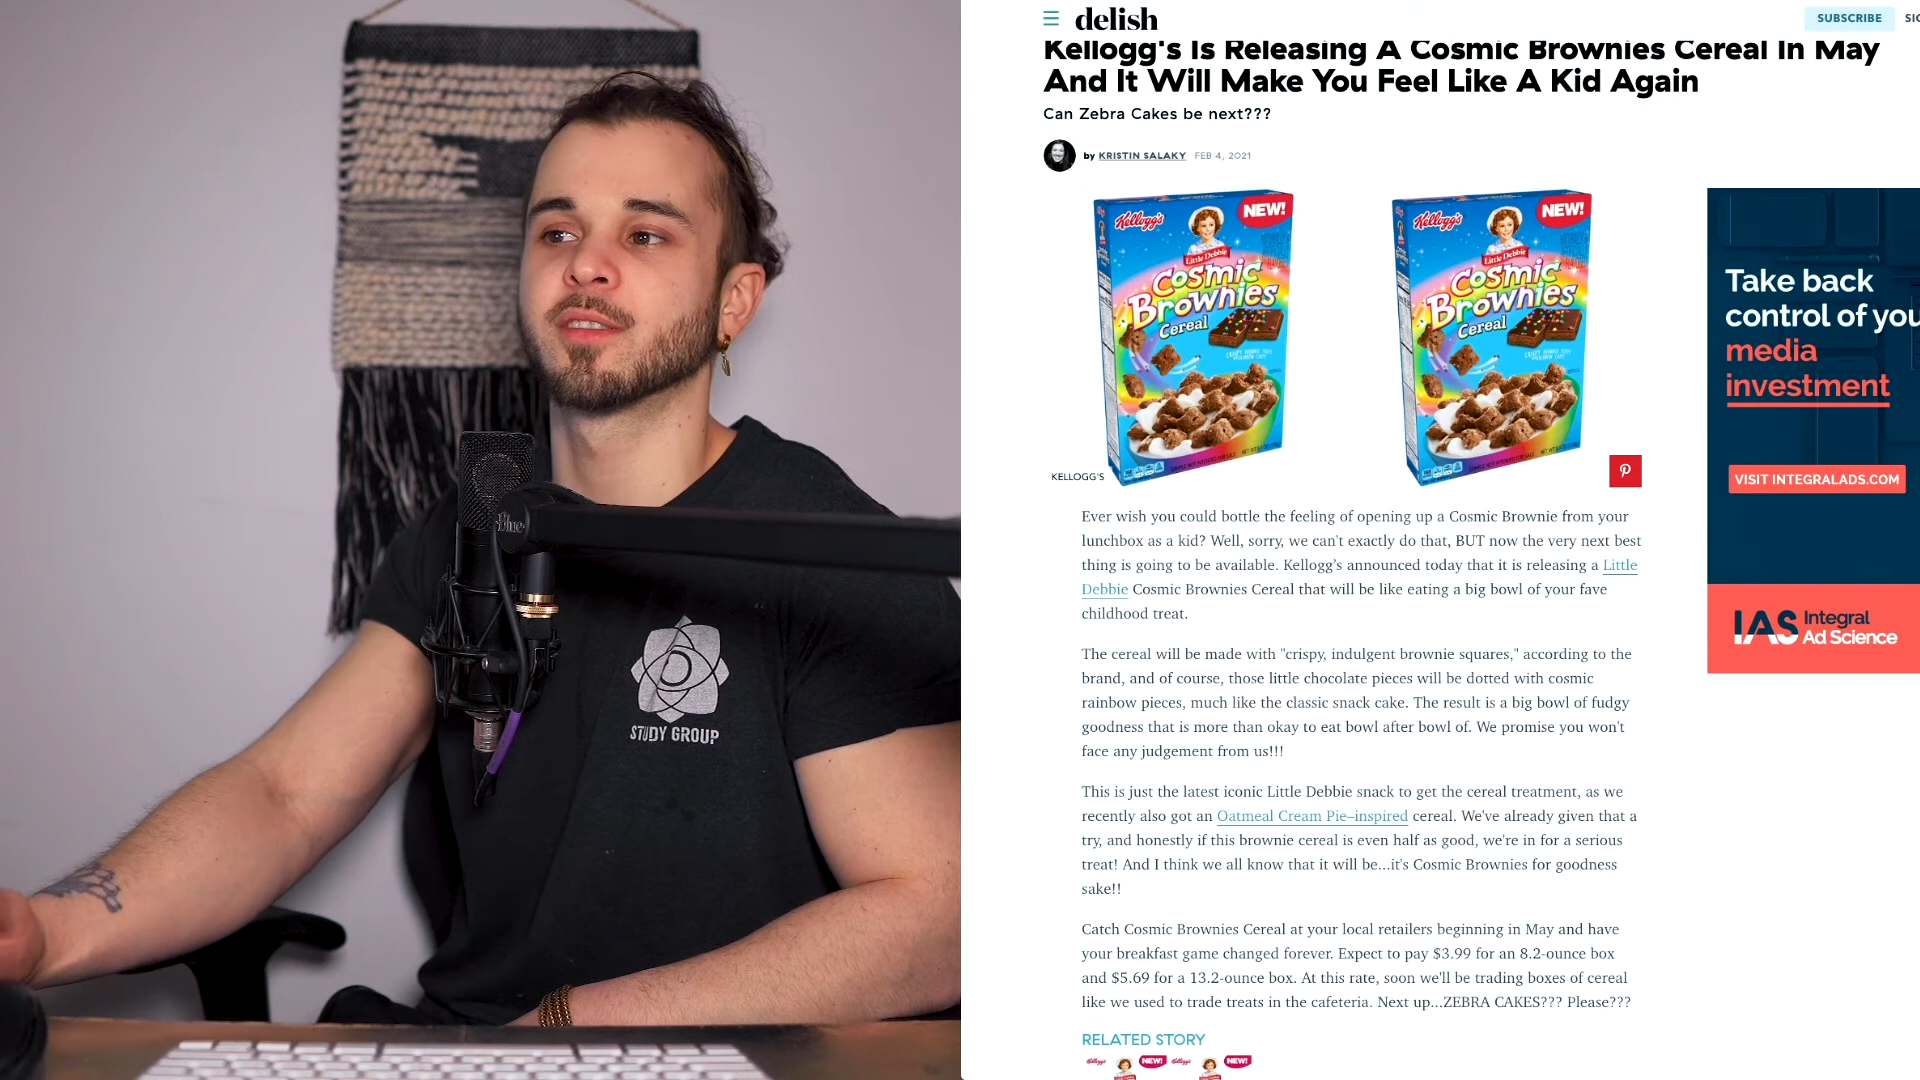 Blue
STUDY GROUP
delish
SUBSCRIBE
Kellogg's Is Releasing A Cosmic Brownies Cereal In May
And It Will Make You Feel Like A Kid Again
Can Zebra Cakes be next???
by KRISTIN SALAKY FEB 4, 2021
Kellogg's
NEW!
Little Debbie
Cosmic
Brownies
Cereal
Kellogg's
NEW!
Little Debbie
Cosmic
Brownies
Cereal
KELLOGG'S
Ever wish you could bottle the feeling of opening up a Cosmic Brownie from your
lunchbox as a kid? Well, sorry, we can't exactly do that, BUT now the very next best
thing is going to be available. Kellogg’s announced today that it is releasing a Little
Debbie Cosmic Brownies Cereal that will be like eating a big bowl of your fave
childhood treat.
The cereal will be made with "crispy, indulgent brownie squares," according to the
brand, and of course, those little chocolate pieces will be dotted with cosmic
rainbow pieces, much like the classic snack cake. The result is a big bowl of fudgy
goodness that is more than okay to eat bowl after bowl of. We promise you won't
face any judgement from us!!!
This is just the latest iconic Little Debbie snack to get the cereal treatment, as we
recently also got an Oatmeal Cream Pie–inspired cereal. We've already given that a
try, and honestly if this brownie cereal is even half as good, we're in for a serious
treat! And I think we all know that it will be...it's Cosmic Brownies for goodness
sake!!
Catch Cosmic Brownies Cereal at your local retailers beginning in May and have
your breakfast game changed forever. Expect to pay $3.99 for an 8.2-ounce box
and $5.69 for a 13.2-ounce box. At this rate, soon we'll be trading boxes of cereal
like we used to trade treats in the cafeteria. Next up...ZEBRA CAKES??? Please???
RELATED STORY
Kellogg's
NEW!
Kellogg's
NEW!
Take back
control of you
media
investment
VISIT INTEGRALADS.COM
IAS Integral
Ad Science